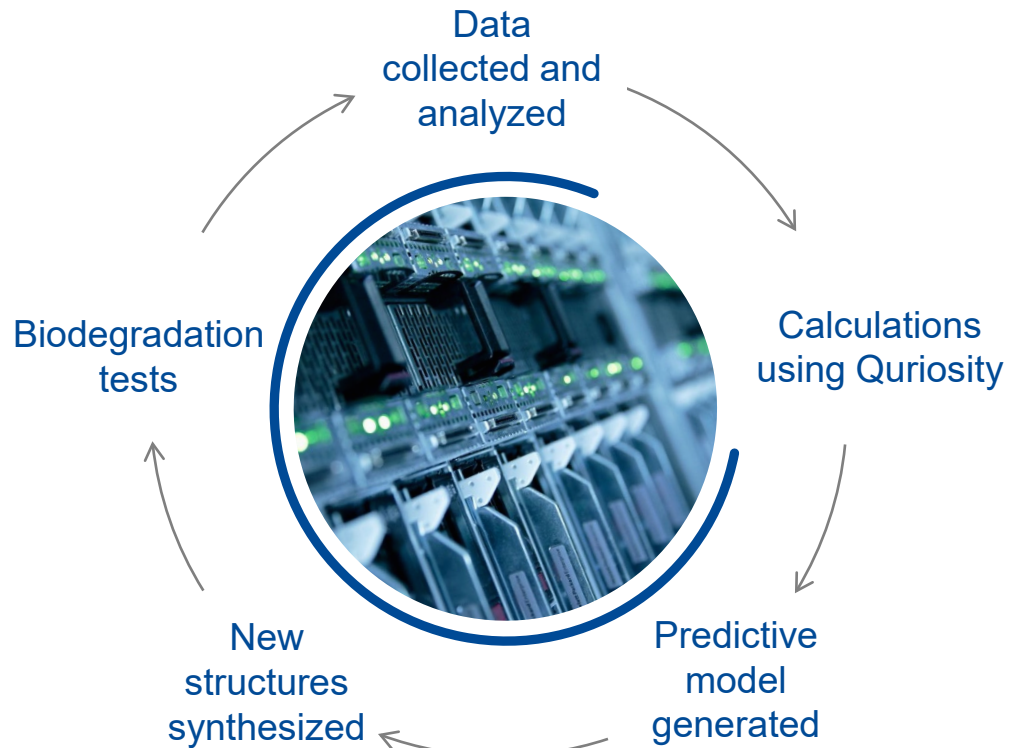 Data
collected and
analyzed
Calculations
using Quriosity
Predictive
model
generated
New
structures
synthesized
Biodegradation
tests